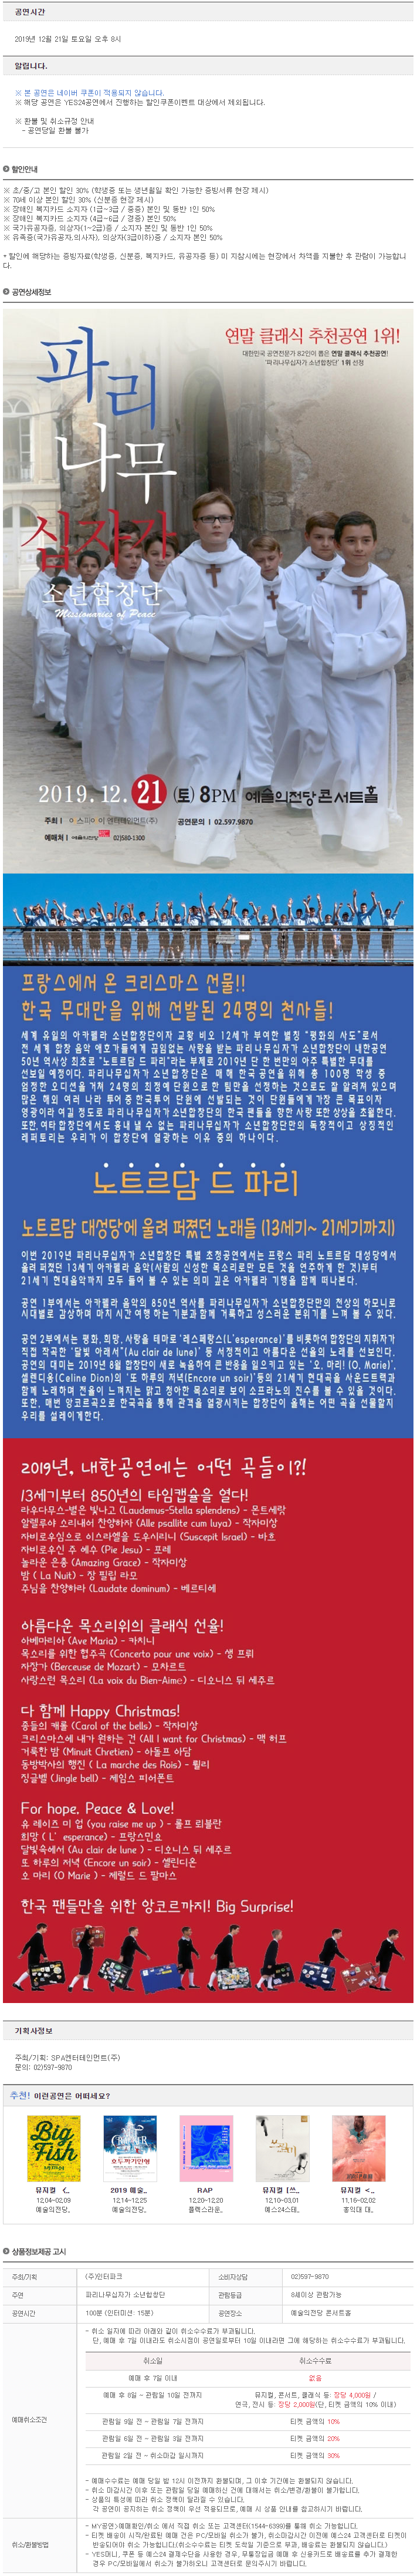 공연시간
2019년 12월 21일 토요일 오후 8시
알립니다.
※ 본 공연은 네이버 쿠폰이 적용되지 않습니다.
※ 해당 공연은 YES24공연에서 진행하는 할인쿠폰이벤트 대상에서 제외됩니다.
※ 환불 및 취소규정 안내
- 공연당일 환불 불가
할인안내
※ 초/중/고 본인 할인 30% (학생증 또는 생년월일 확인 가능한 증빙서류 현장 제시)
※ 70세 이상 본인 할인 30% (신분증 현장 제시)
※ 장애인 복지카드 소지자 (1급~3급 / 중증) 본인 및 동반 1인 50%
※ 장애인 복지카드 소지자 (4급~6급 / 경증) 본인 50%
※ 국가유공자증, 의상자(1~2급)증 / 소지자 본인 및 동반 1인 50%
※ 유족증(국가유공자,의사자), 의상자(3급이하)증 / 소지자 본인 50%
* 할인에 해당하는 증빙자료(학생증, 신분증, 복지카드, 유공자증 등) 미 지참시에는 현장에서 차액을 지불한 후 관람이 가능합니
다.
공연상세정보
연말 클래식 추천공연 1위!
대한민국 공연전문가 82인이 뽑은 연말 클래식 추천공연!
'파리나무십자가 소년합창단' 1위 선정
파리
나무
십자가
소년합창단
Missionaries of Peace
2019. 12. 21 (토) 8PM 예술의전당 콘서트홀
공연문의 | 02.597.9870
예매처 | 예술의전당 02)580-1300
프랑스에서 온 크리스마스 선물!!
한국 무대만을 위해 선발된 24명의 천사들!
세계 유일의 아카펠라 소년합창단이자 교황 비오 12세가 부여한 별칭 "평화의 사도"로서
전 세계 합창 음악 애호가들에게 끊임없는 사랑을 받는 파리나무십자가 소년합창단이 내한공연
50년 역사상 최초로 "노트르담 드 파리"라는 부제로 2019년 단 한 번만의 아주 특별한 무대를
선보일 예정이다. 파리나무십자가 소년합창단은 매해 한국 공연을 위해 총 100명 학생 중
엄정한 오디션을 거쳐 24명의 최정예 단원으로 한 팀만을 선정하는 것으로도 잘 알려져 있으며
많은 해외 여러 나라 투어 중 한국투어 단원에 선발되는 것이 단원들에게 가장 큰 목표이자
영광이라 여길 정도로 파리나무십자가 소년합창단의 한국 팬들을 향한 사랑 또한 상상을 초월한다.
또한, 여타 합창단에서도 흉내 낼 수 없는 아카펠라는 파리나무십자가 소년합창단만의 독창적이고 상징적인
레퍼토리는 우리가 이 합창단에 열광하는 이유 중의 하나이다.
노트르담 드 파리
노트르담 대성당에 울려 퍼졌던 노래들 (13세기~ 21세기까지)
이번 2019년 파리나무십자가 소년합창단 특별 초청공연에서는 프랑스 파리 노트르담 대성당에서
울려 퍼졌던 아카펠라 음악(사람의 신성한 목소리로만 모든 것을 연주하게 한 것)부터
21세기 현대음악까지 모두 들어 볼 수 있는 의미 깊은 아카펠라 기행을 함께 떠나본다.
공연 1부에서는 아카펠라 음악의 850년 역사를 파리나무십자가 소년합창단만의 천상의 하모니로
시대별로 감상하며 마치 시간 여행을 하는 기분과 함께 거룩하고 성스러운 분위기를 느껴 볼 수 있다.
공연 2부에서는 평화, 희망, 사랑을 테마로 '레스페랑스(L'esperance)'를 비롯하여 합창단의 지휘자가
직접 작곡한 '달빛 아래서"(Au clair de lune)' 등 서정적이면서 아름다운 선율의 노래를 선보인다.
공연의 대미는 2019년 8월 합창단이 새로 녹음하여 큰 반응을 일으키고 있는 '오, 마리! (O, Marie)',
셀린디옹(Celine Dion)의 '또 하루의 저녁(Encore un soir)'등의 21세기 현대곡을 사운드트랙과
함께 노래하며 전율이 느껴지는 맑고 청아한 목소리로 보이 소프라노의 진수를 볼 수 있을 것이다.
또한, 매번 앙코르곡으로 한국어 가사를 통해 관객을 열광시켰던 합창단이 올해는 어떤 곡을 선물할지
우리를 설레이게한다.
2019년, 내한공연에는 어떤 곡들이?!
13세기부터 850년의 타임캡슐을 열다!
라우다무스-별은 빛나고 (Laudemus-Stella splendens) - 몬트세랏
알렐루야 소리내어 찬양하자 (Alle psallite cum luya) - 작자미상
자비로우심으로 이스라엘을 도우시리니 (Suscepit Israel) - 바흐
자비로우신 주 예수 (Pie Jesu) - 포레
놀라운 은총 (Amazing Grace) - 작자미상
밤 ( La Nuit) - 장 필립 라모
주님을 찬양하라 (Laudate dominum) - 베르티에
아름다운 목소리위의 클래식 선율!
아베마리아 (Ave Maria) - 카치니
목소리를 위한 협주곡 (Concerto pour une voix) - 생 프뢰
자장가 (Berceuse de Mozart) - 모차르트
사랑스런 목소리 (La voix du Bien-Aimé) - 디오니스 뒤 세주르
다 함께 Happy Christmas!
종들의 캐롤 (Carol of the bells) - 작자미상
크리스마스에 내가 원하는 건 (All I want for Christmas) - 맥 허프
거룩한 밤 (Minuit Chretien) - 아돌프 아담
동방박사의 행진 ( La marche des Rois) - 륄리
징글벨 (Jingle bell) - 제임스 피어폰트
For hope, Peace & Love!
유 레이즈 미 업 (you raise me up ) - 롤프 뢰블란
희망 ( L' esperance) - 프랑스민요
달빛속에서 (Au clair de lune ) - 디오니스 뒤 세주르
또 하루의 저녁 (Encore un soir) - 셀린디온
오 마리 (O Marie ) - 제럴드 드 팔마스
한국 팬들만을 위한 앙코르까지! Big Surprise!
기획사정보
주최/기획: SPA엔터테인먼트(주)
문의: 02)597-9870
추천! 이런공연은 어떠세요?
Big Fish
호두까기인형
뮤지컬 <..
12.04~02.09
예술의전당..
2019 예술..
12.14~12.25
예술의전당..
RAP
12.20~12.20
플렉스라운..
뮤지컬 [쓰..
12.10~03.01
예스24스테..
뮤지컬 <..
11.16~02.02
홍익대 대..
상품정보제공 고시
주최/기획 (주)인터파크 소비자상담 02)597-9870
주연 파리나무십자가 소년합창단 관람등급 8세이상 관람가능
공연시간 100분 (인터미션: 15분) 공연장소 예술의전당 콘서트홀
예매취소조건
- 취소 일자에 따라 아래와 같이 취소수수료가 부과됩니다.
단, 예매 후 7일 이내라도 취소시점이 공연일로부터 10일 이내라면 그에 해당하는 취소수수료가 부과됩니다.
취소일 취소수수료
예매 후 7일 이내 없음
예매 후 8일 ~ 관람일 10일 전까지 뮤지컬, 콘서트, 클래식 등: 장당 4,000원 /
연극, 전시 등: 장당 2,000원(단, 티켓 금액의 10% 이내)
관람일 9일 전 ~ 관람일 7일 전까지 티켓 금액의 10%
관람일 6일 전 ~ 관람일 3일 전까지 티켓 금액의 20%
관람일 2일 전 ~ 취소마감 일시까지 티켓 금액의 30%
- 예매수수료는 예매 당일 밤 12시 이전까지 환불되며, 그 이후 기간에는 환불되지 않습니다.
- 취소 마감시간 이후 또는 관람일 당일 예매하신 건에 대해서는 취소/변경/환불이 불가합니다.
- 상품의 특성에 따라 취소 정책이 달라질 수 있습니다.
각 공연이 공지하는 취소 정책이 우선 적용되므로, 예매 시 상품 안내를 참고하시기 바랍니다.
취소/환불방법
- MY공연>예매확인/취소 에서 직접 취소 또는 고객센터(1544-6399)를 통해 취소 가능합니다.
- 티켓 배송이 시작/완료된 예매 건은 PC/모바일 취소가 불가, 취소마감시간 이전에 예스24 고객센터로 티켓이
반송되어야 취소 가능합니다.(취소수수료는 티켓 도착일 기준으로 부과, 배송료는 환불되지 않습니다.)
- YES머니, 쿠폰 등 예스24 결제수단을 사용한 경우, 무통장입금 예매 후 신용카드로 배송료를 추가 결제한
경우 PC/모바일에서 취소가 불가하오니 고객센터로 문의주시기 바랍니다.